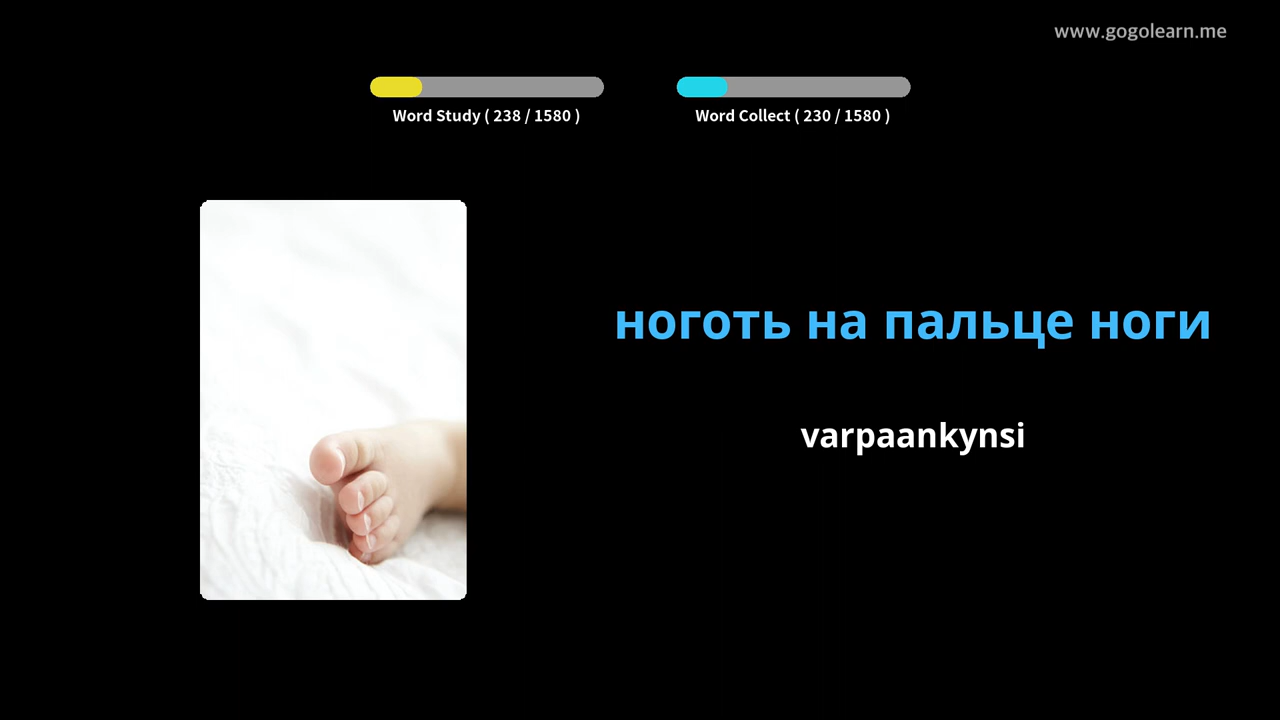 www.gogolearn.me
Word Study ( 238 / 1580 )
Word Collect ( 230 / 1580 )
ноготь на пальце ноги
varpaankynsi